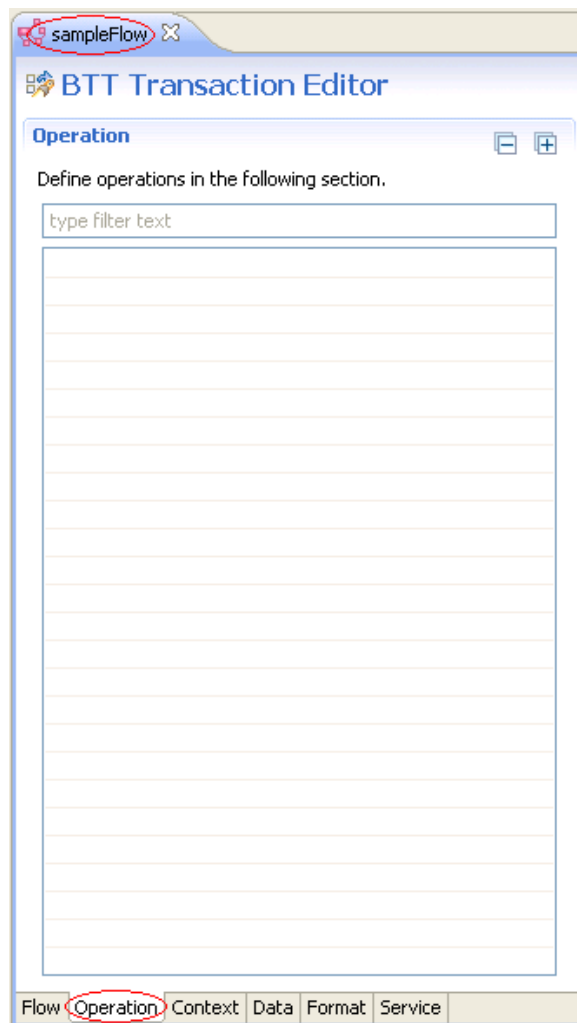 sampleFlow
BTT Transaction Editor
Operation
Define operations in the following section.
type filter text
Flow Operation Context Data Format Service